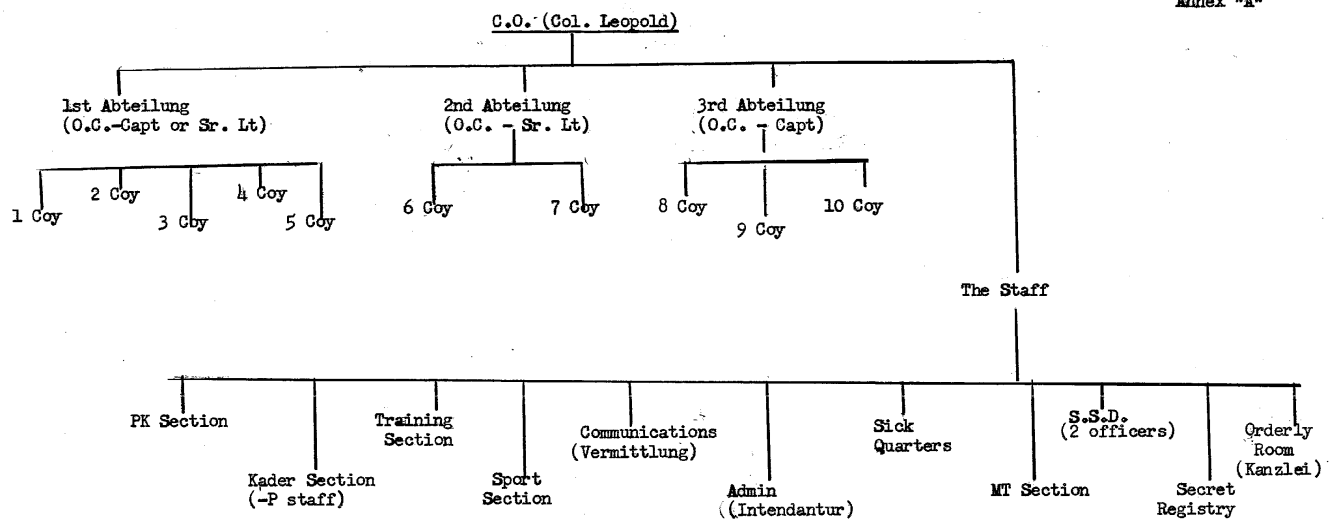 Annex "A"
C.O. (Col. Leopold)
1st Abteilung
(O.C.-Capt or Sr. Lt)
2nd Abteilung
(O.C. - Sr. Lt)
3rd Abteilung
(O.C. - Capt)
1 Coy
2 Coy
3 Coy
4 Coy
5 Coy
6 Coy
7 Coy
8 Coy
9 Coy
10 Coy
The Staff
PK Section
Kader Section
(-P staff)
Training
Section
Sport
Section
Communications
(Vermittlung)
Admin
((Intendantur)
Sick
Quarters
MT Section
S.S.D.
(2 officers)
Secret
Registry
Orderly
Room
(Kanzlei)